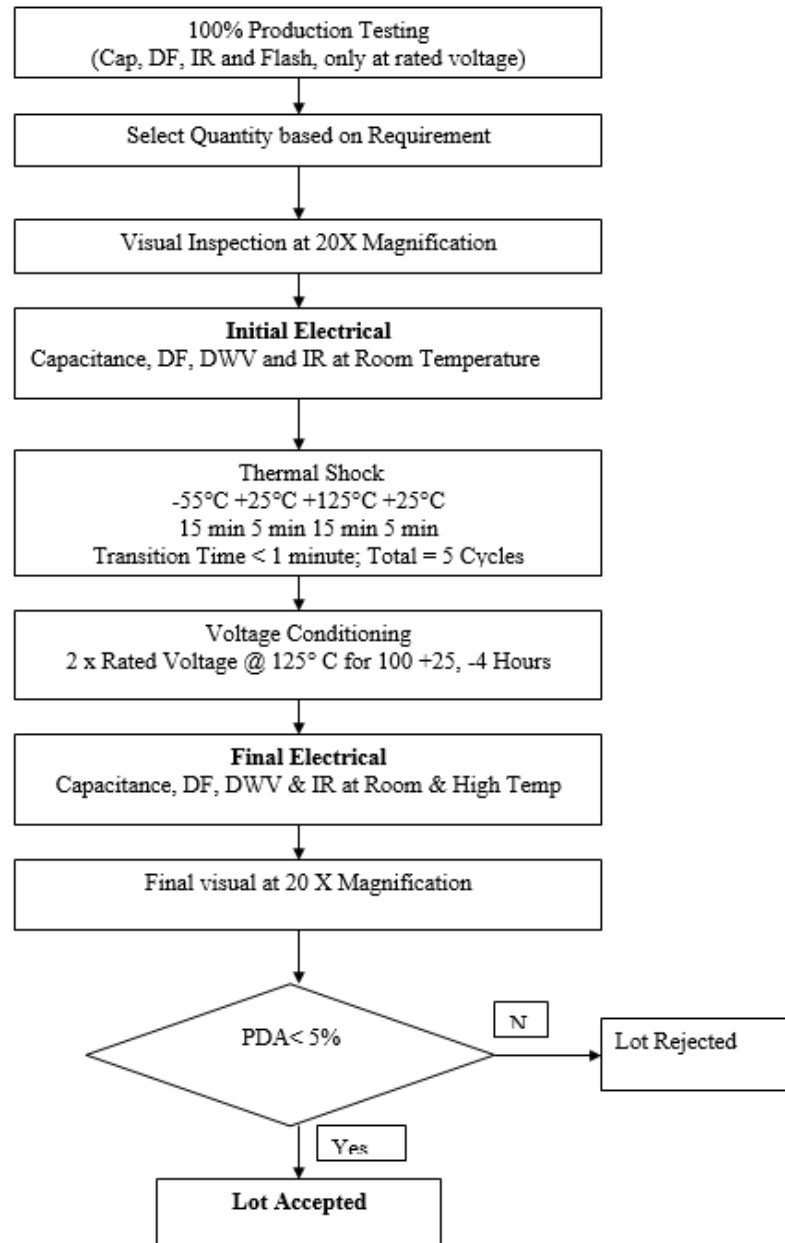 100% Production Testing
(Cap, DF, IR and Flash, only at rated voltage)
Select Quantity based on Requirement
Visual Inspection at 20X Magnification
Initial Electrical
Capacitance, DF, DWV and IR at Room Temperature
Thermal Shock
-55°C +25°C +125°C +25°C
15 min 5 min 15 min 5 min
Transition Time < 1 minute; Total = 5 Cycles
Voltage Conditioning
2 x Rated Voltage @ 125° C for 100 +25, -4 Hours
Final Electrical
Capacitance, DF, DWV & IR at Room & High Temp
Final visual at 20 X Magnification
PDA< 5%
N
Lot Rejected
Yes
Lot Accepted